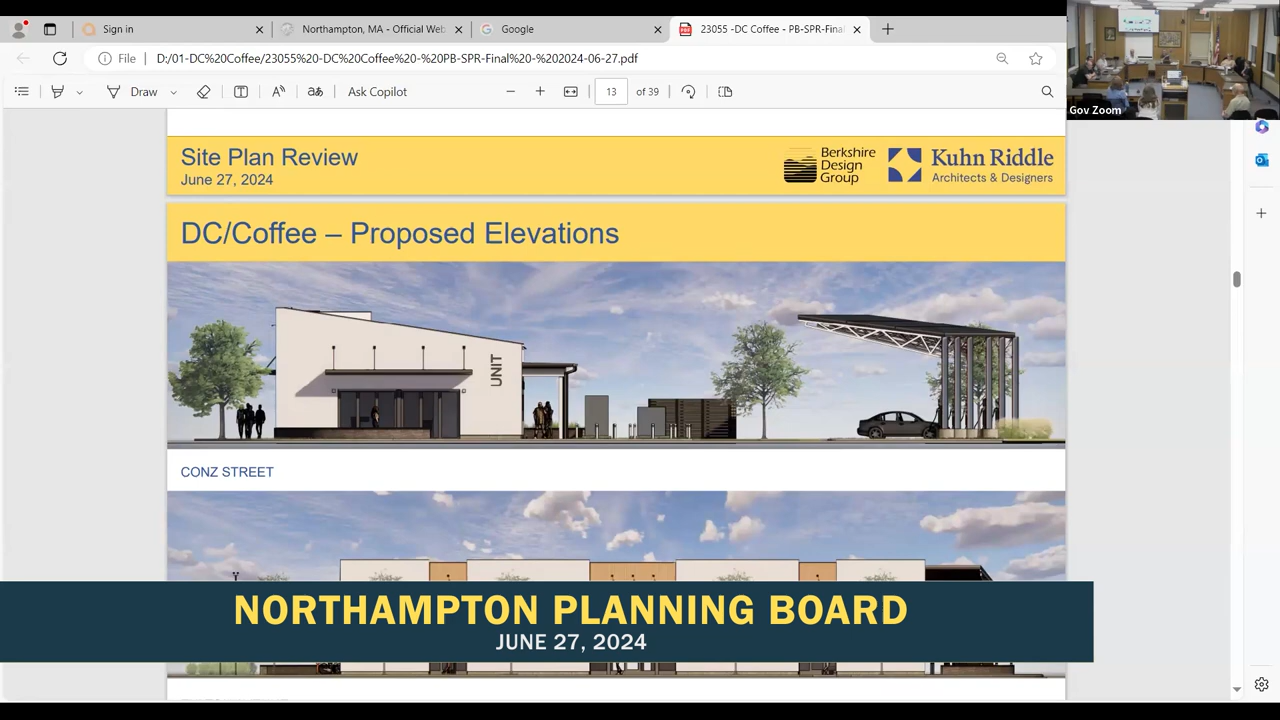 Sign in
Northampton, MA - Official Web
Google
23055 -DC Coffee - PB-SPR-Final
File
D:/01-DC%20Coffee/23055%20-DC%20Coffee%20-%20PB-SPR-Final%20-%202024-06-27.pdf
Draw
Ask Copilot
13 of 39
Gov Zoom
Site Plan Review
June 27, 2024
Berkshire
Design
Group
Kuhn Riddle
Architects & Designers
DC/Coffee – Proposed Elevations
UNIT
CONZ STREET
NORTHAMPTON PLANNING BOARD
JUNE 27, 2024